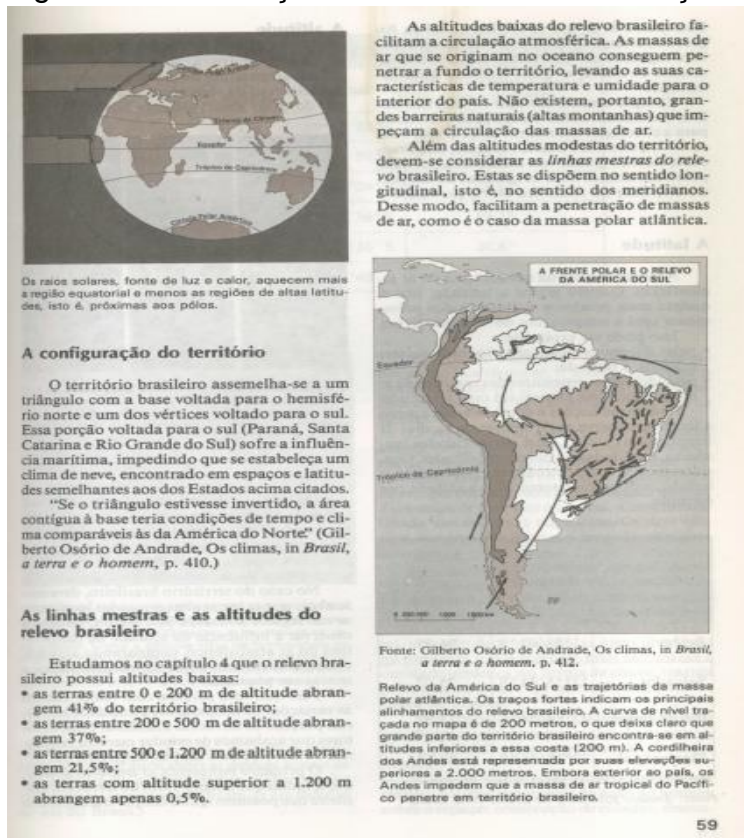 Círculo Polar Ártico
Trópico de Câncer
Equador
Trópico de Capricórnio
Círculo Polar Antártico
Os raios solares, fonte de luz e calor, aquecem mais
a região equatorial e menos as regiões de altas latitu-
des, isto é, próximas aos pólos.
A configuração do território
O território brasileiro assemelha-se a um
triângulo com a base voltada para o hemisfé-
rio norte e um dos vértices voltado para o sul.
Essa porção voltada para o sul (Paraná, Santa
Catarina e Rio Grande do Sul) sofre a influên-
cia marítima, impedindo que se estabeleça um
clima de neve, encontrado em espaços e latitu-
des semelhantes aos dos Estados acima citados.
"Se o triângulo estivesse invertido, a área
contígua à base teria condições de tempo e cli-
ma comparáveis às da América do Norte." (Gil-
berto Osório de Andrade, Os climas, in Brasil,
a terra e o homem, p. 410.)
As linhas mestras e as altitudes do
relevo brasileiro
Estudamos no capítulo 4 que o relevo bra-
sileiro possui altitudes baixas:
• as terras entre 0 e 200 m de altitude abran-
gem 41% do território brasileiro;
• as terras entre 200 e 500 m de altitude abran-
gem 37%;
• as terras entre 500 e 1.200 m de altitude abran-
gem 21,5%;
• as terras com altitude superior a 1.200 m
abrangem apenas 0,5%.
As altitudes baixas do relevo brasileiro fa-
cilitam a circulação atmosférica. As massas de
ar que se originam no oceano conseguem pe-
netrar a fundo o território, levando as suas ca-
racterísticas de temperatura e umidade para o
interior do país. Não existem, portanto, gran-
des barreiras naturais (altas montanhas) que im-
peçam a circulação das massas de ar.
Além das altitudes modestas do território,
devem-se considerar as linhas mestras do rele-
vo brasileiro. Estas se dispõem no sentido lon-
gitudinal, isto é, no sentido dos meridianos.
Desse modo, facilitam a penetração de massas
de ar, como é o caso da massa polar atlântica.
A FRENTE POLAR E O RELEVO
DA AMÉRICA DO SUL
Equador
Trópico de Capricórnio
Fonte: Gilberto Osório de Andrade, Os climas, in Brasil,
a terra e o homem, p. 412.
Relevo da América do Sul e as trajetórias da massa
polar atlântica. Os traços fortes indicam os principais
alinhamentos do relevo brasileiro. A curva de nível tra-
çada no mapa é de 200 metros, o que deixa claro que
grande parte do território brasileiro encontra-se em al-
titudes inferiores a essa costa (200 m). A cordilheira
dos Andes está representada por suas elevações su-
periores a 2.000 metros. Embora exterior ao país, os
Andes impedem que a massa de ar tropical do Pacífi-
co penetre em território brasileiro.
59